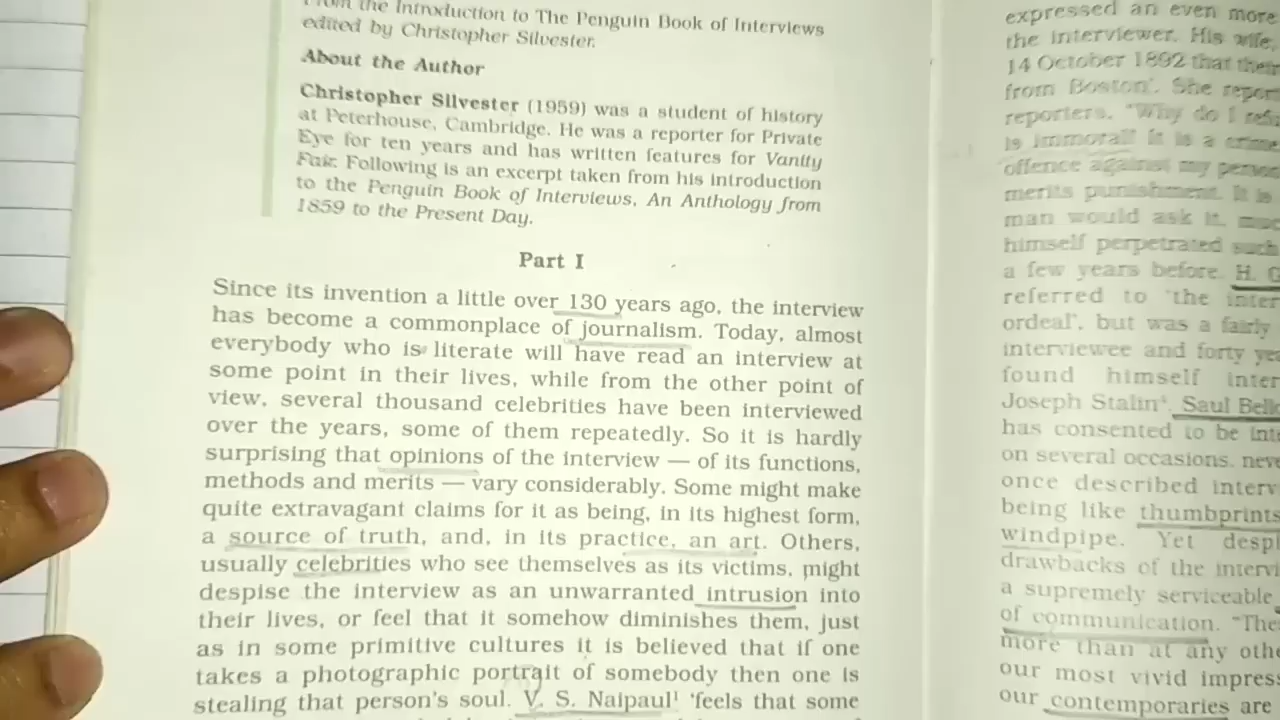 From the Introduction to The Penguin Book of Interviews
edited by Christopher Silvester.
About the Author
Christopher Silvester (1959) was a student of history
at Peterhouse, Cambridge. He was a reporter for Private
Eye for ten years and has written features for Vanity
Fair. Following is an excerpt taken from his introduction
to the Penguin Book of Interviews, An Anthology from
1859 to the Present Day.
Part I
Since its invention a little over 130 years ago, the interview
has become a commonplace of journalism. Today, almost
everybody who is literate will have read an interview at
some point in their lives, while from the other point of
view, several thousand celebrities have been interviewed
over the years, some of them repeatedly. So it is hardly
surprising that opinions of the interview — of its functions,
methods and merits — vary considerably. Some might make
quite extravagant claims for it as being, in its highest form,
a source of truth, and, in its practice, an art. Others,
usually celebrities who see themselves as its victims, might
despise the interview as an unwarranted intrusion into
their lives, or feel that it somehow diminishes them, just
as in some primitive cultures it is believed that if one
takes a photographic portrait of somebody then one is
stealing that person's soul. V. S. Naipaul¹ 'feels that some
expressed an even more
the interviewer. His wife,
14 October 1892 that their
from Boston'. She
reporters, "Why do I
is immoral! It is a crime
offence against my
merits punishment. It is
man would ask it,
himself perpetrated such
a few years before. H.
referred to 'the
ordeal', but was a fairly
interviewee and forty
found himself
Joseph Stalin⁴. Saul
has consented to be
on several occasions,
once described
being like thumbprints
windpipe. Yet
drawbacks of the
a supremely serviceable
of communication.
more than at any
our most vivid
our contemporaries are